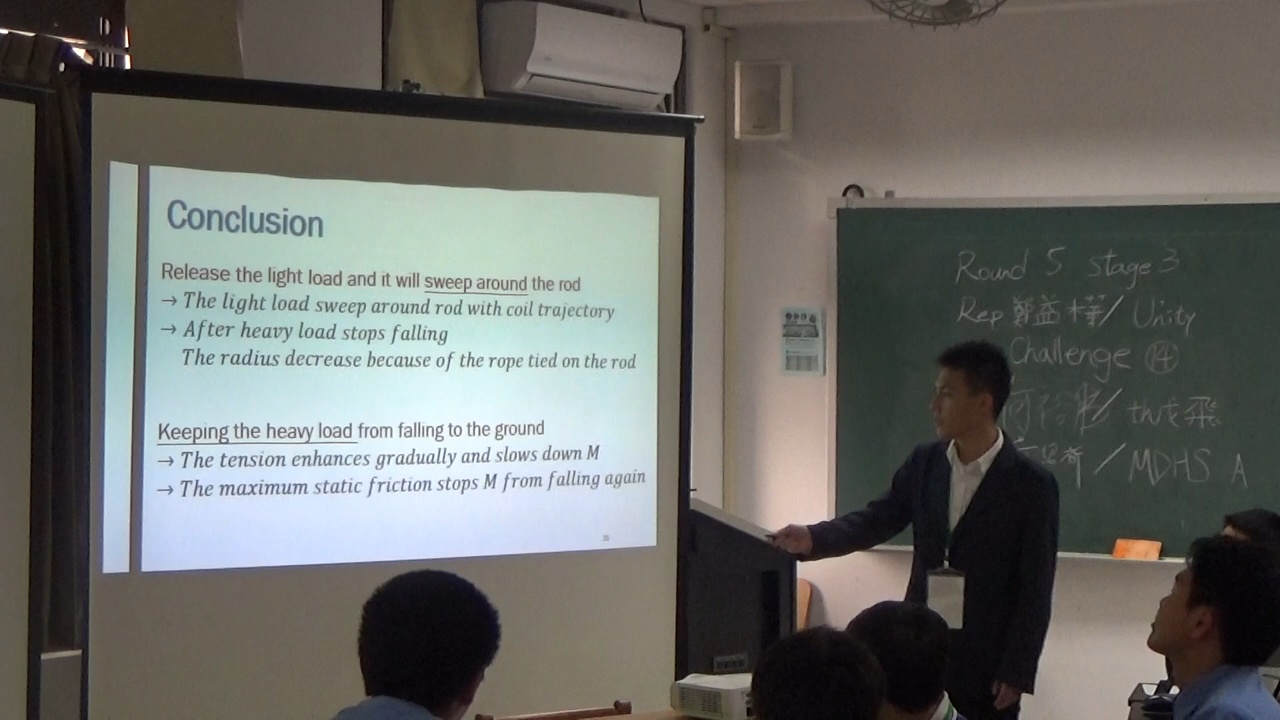 Conclusion
Release the light load and it will sweep around the rod
→ The light load sweep around rod with coil trajectory
→ After heavy load stops falling
The radius decrease because of the rope tied on the rod
Keeping the heavy load from falling to the ground
→ The tension enhances gradually and slows down M
→ The maximum static friction stops M from falling again
Round 5 Stage 3
Rep 鄭益樺/ Unity
Challenge ⑭
/ 飛
/ MDHS A